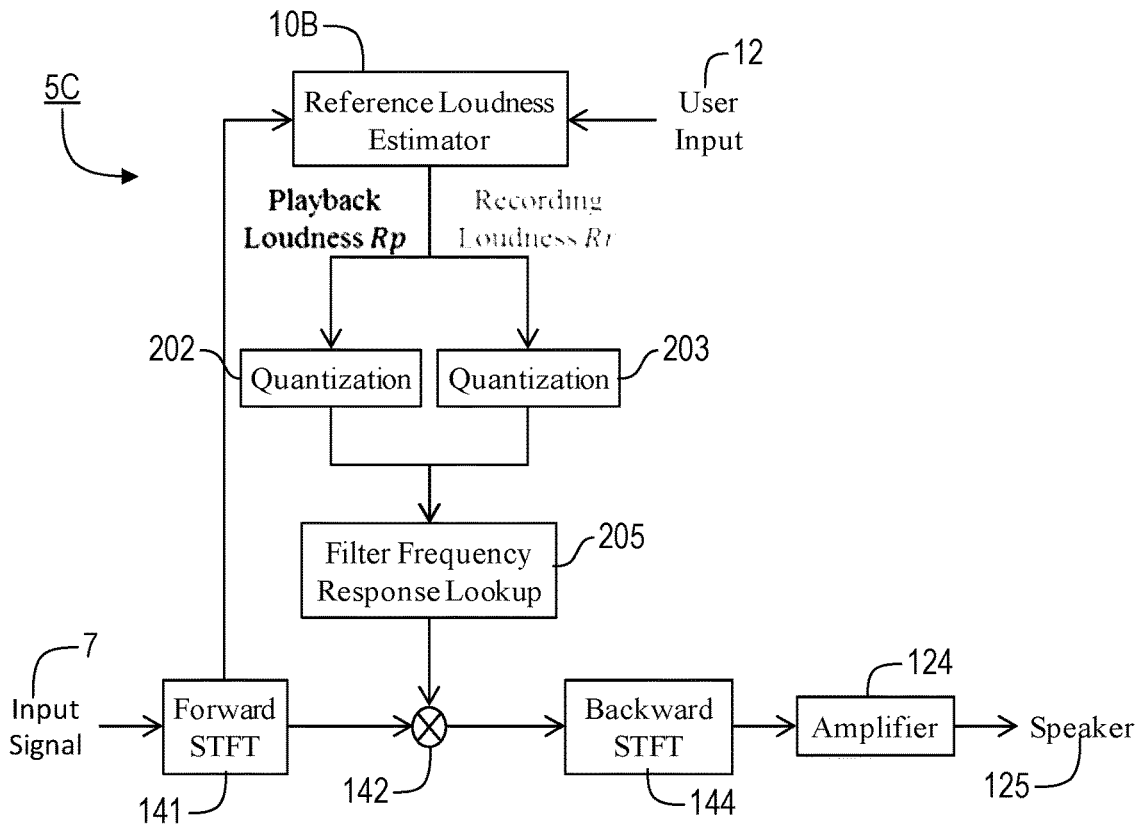 10B
12
5C
Reference Loudness
Estimator
User
Input
Playback
Loudness Rp
Recording
Loudness Rr
202
Quantization
Quantization
203
Filter Frequency
Response Lookup
205
7
Input
Signal
Forward
STFT
141
142
Backward
STFT
144
124
Amplifier
Speaker
125